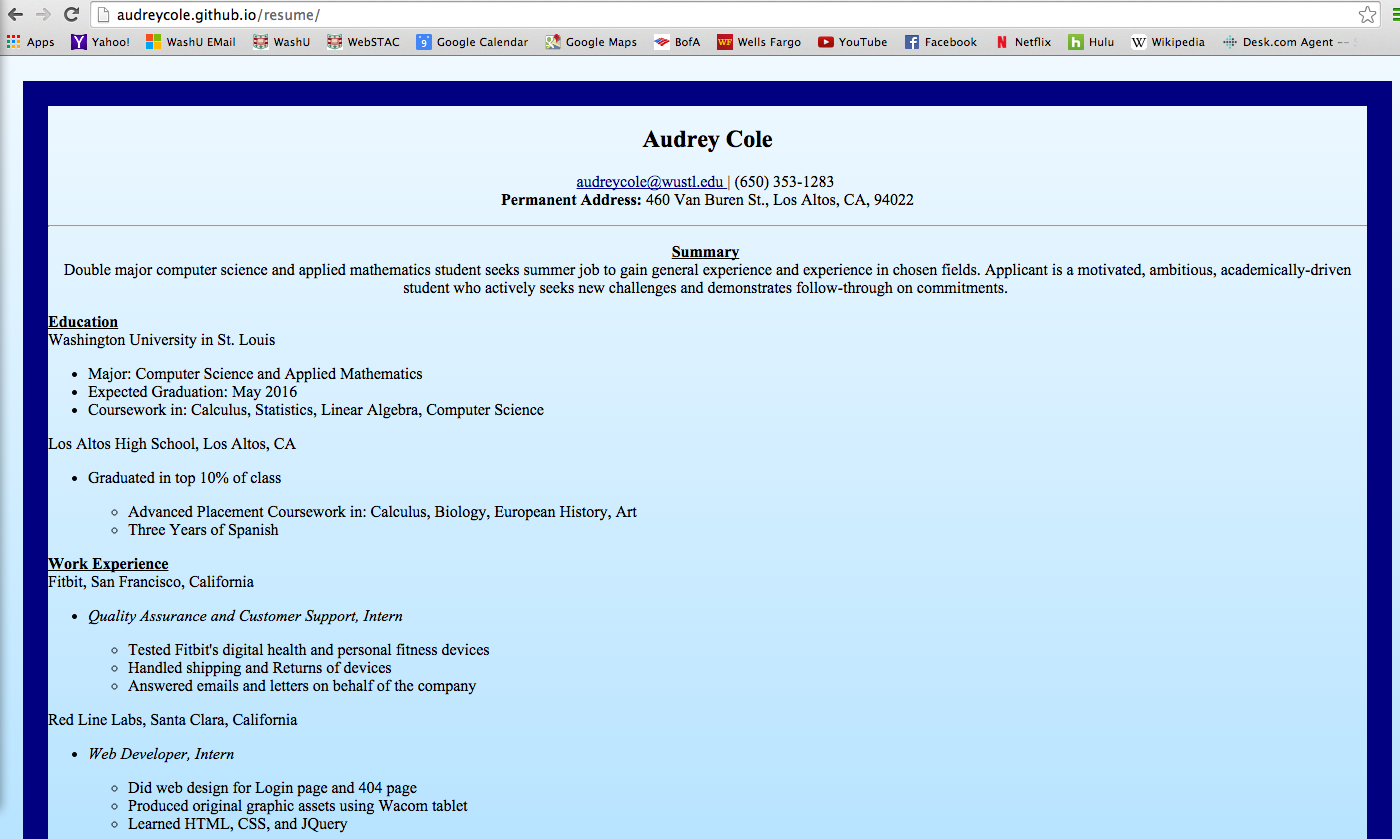 audreycole.github.io/resume/
Apps Yahoo! WashU EMail WashU WebSTAC 9 Google Calendar Google Maps BofA WF Wells Fargo YouTube Facebook N Netflix h Hulu W Wikipedia Desk.com Agent --
Audrey Cole
audreycole@wustl.edu | (650) 353-1283
Permanent Address: 460 Van Buren St., Los Altos, CA, 94022
Summary
Double major computer science and applied mathematics student seeks summer job to gain general experience and experience in chosen fields. Applicant is a motivated, ambitious, academically-driven
student who actively seeks new challenges and demonstrates follow-through on commitments.
Education
Washington University in St. Louis
• Major: Computer Science and Applied Mathematics
• Expected Graduation: May 2016
• Coursework in: Calculus, Statistics, Linear Algebra, Computer Science
Los Altos High School, Los Altos, CA
• Graduated in top 10% of class
◦ Advanced Placement Coursework in: Calculus, Biology, European History, Art
◦ Three Years of Spanish
Work Experience
Fitbit, San Francisco, California
• Quality Assurance and Customer Support, Intern
◦ Tested Fitbit's digital health and personal fitness devices
◦ Handled shipping and Returns of devices
◦ Answered emails and letters on behalf of the company
Red Line Labs, Santa Clara, California
• Web Developer, Intern
◦ Did web design for Login page and 404 page
◦ Produced original graphic assets using Wacom tablet
◦ Learned HTML, CSS, and JQuery